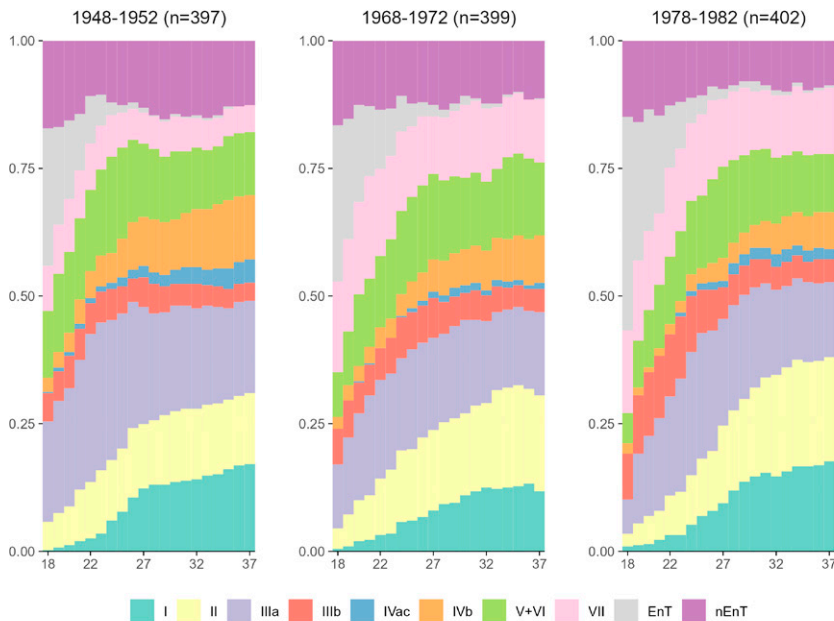 1948-1952 (n=397) 1968-1972 (n=399) 1978-1982 (n=402)
1.00 1.00 1.00
0.75 0.75 0.75
0.50 0.50 0.50
0.25 0.25 0.25
0.00 0.00 0.00
18 22 27 32 37 18 22 27 32 37 18 22 27 32 37
I II IIIa IIIb IVac IVb V+VI VII EnT nEnT